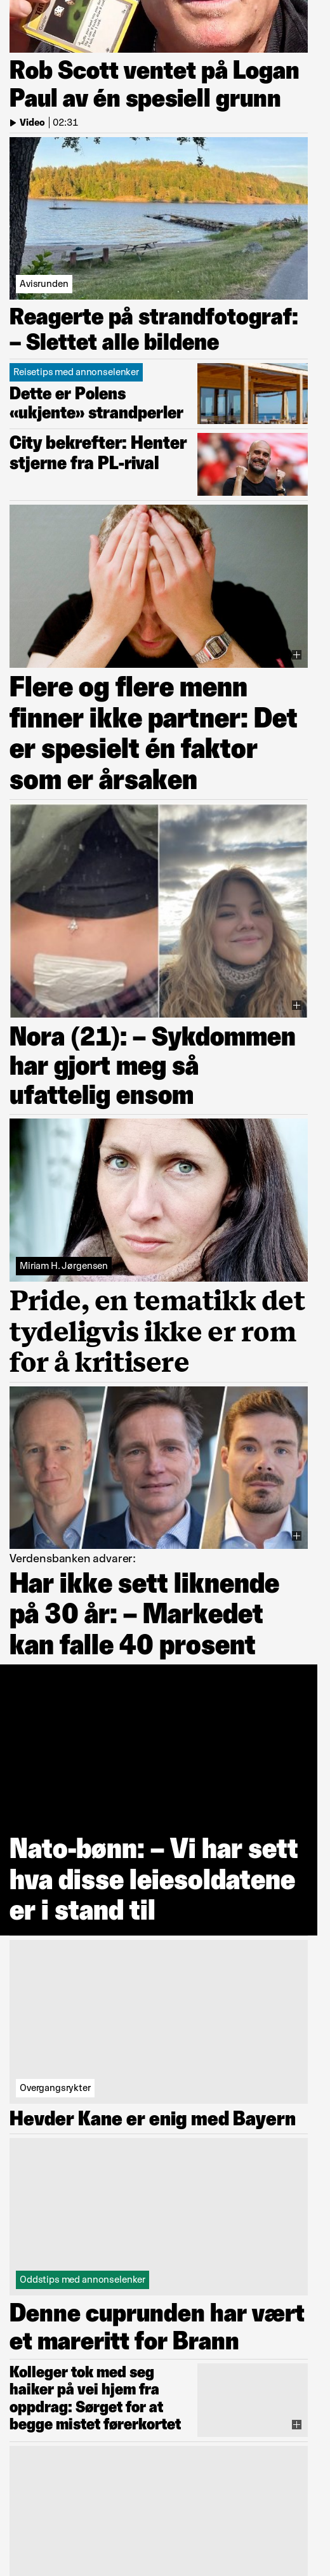 Rob Scott ventet på Logan
Paul av én spesiell grunn
Video | 02:31
Avisrunden
Reagerte på strandfotograf:
– Slettet alle bildene
Reisetips med annonselenker
Dette er Polens
«ukjente» strandperler
City bekrefter: Henter
stjerne fra PL-rival
Flere og flere menn
finner ikke partner: Det
er spesielt én faktor
som er årsaken
Nora (21): – Sykdommen
har gjort meg så
ufattelig ensom
Miriam H. Jørgensen
Pride, en tematikk det
tydeligvis ikke er rom
for å kritisere
Verdensbanken advarer:
Har ikke sett liknende
på 30 år: – Markedet
kan falle 40 prosent
Nato-bønn: – Vi har sett
hva disse leiesoldatene
er i stand til
Overgangsrykter
Hevder Kane er enig med Bayern
Oddstips med annonselenker
Denne cuprunden har vært
et mareritt for Brann
Kolleger tok med seg
haiker på vei hjem fra
oppdrag: Sørget for at
begge mistet førerkortet